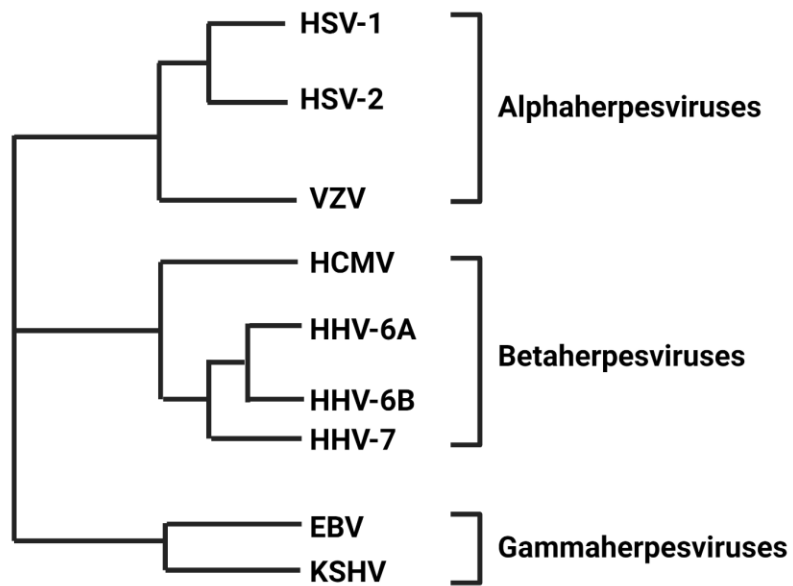 HSV-1
HSV-2
Alphaherpesviruses
VZV
HCMV
HHV-6A
Betaherpesviruses
HHV-6B
HHV-7
EBV
Gammaherpesviruses
KSHV